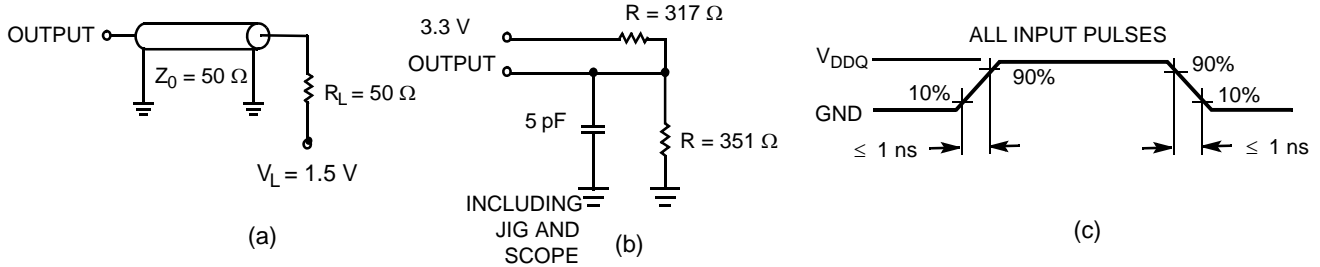 OUTPUT
Z0 = 50 Ω
RL = 50 Ω
VL = 1.5 V
(a)
3.3 V
R = 317 Ω
OUTPUT
5 pF
R = 351 Ω
INCLUDING
JIG AND
SCOPE
(b)
ALL INPUT PULSES
VDDQ
GND
10%
90%
90%
10%
≤ 1 ns
≤ 1 ns
(c)